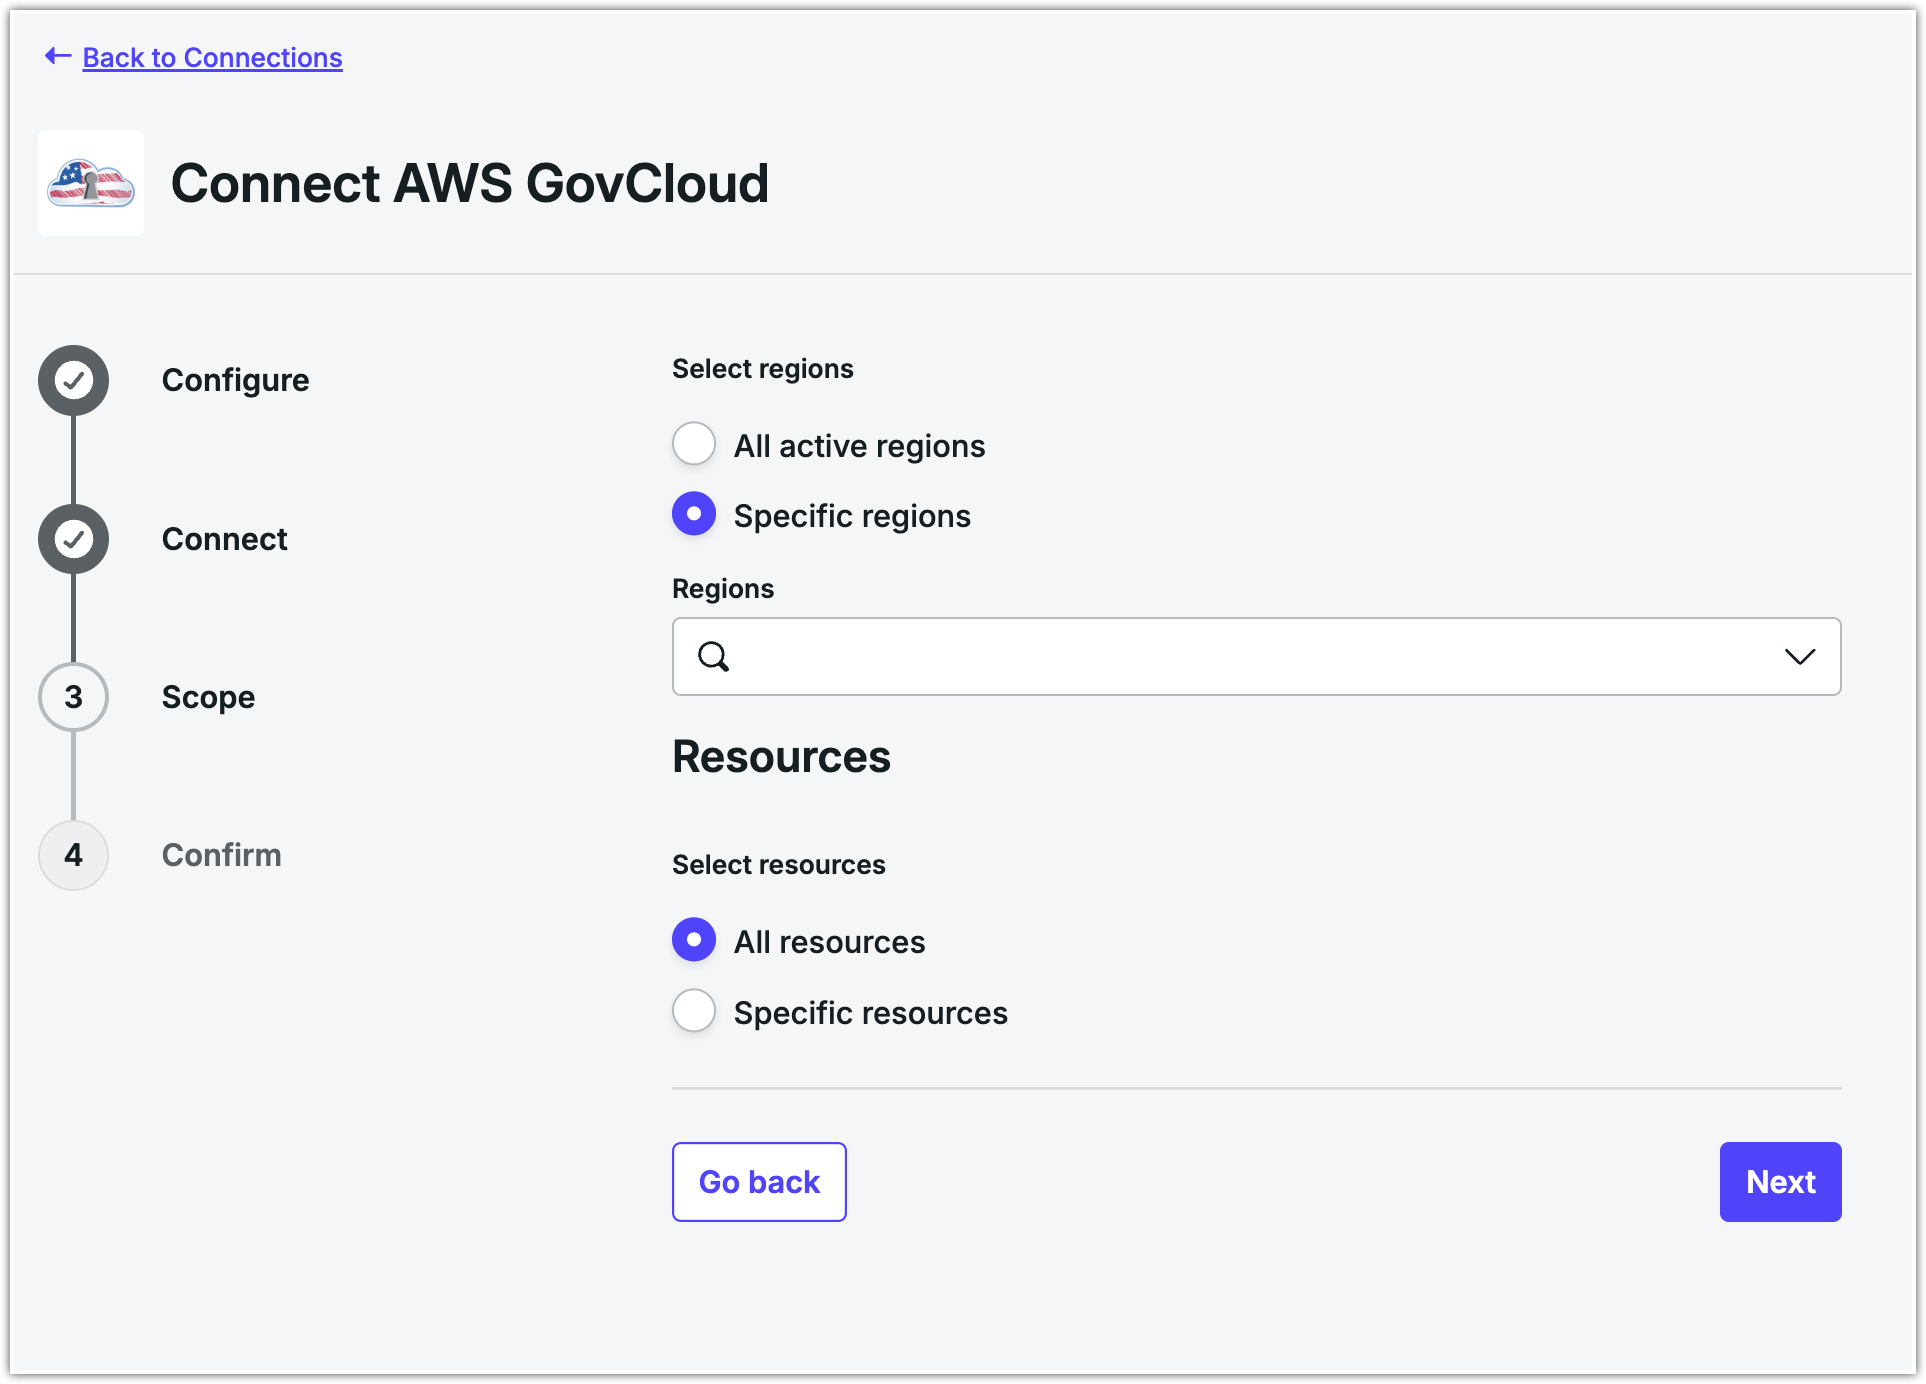 Back to Connections
Connect AWS GovCloud
Configure
Connect
3 Scope
4 Confirm
Select regions
All active regions
Specific regions
Regions
Resources
Select resources
All resources
Specific resources
Go back
Next